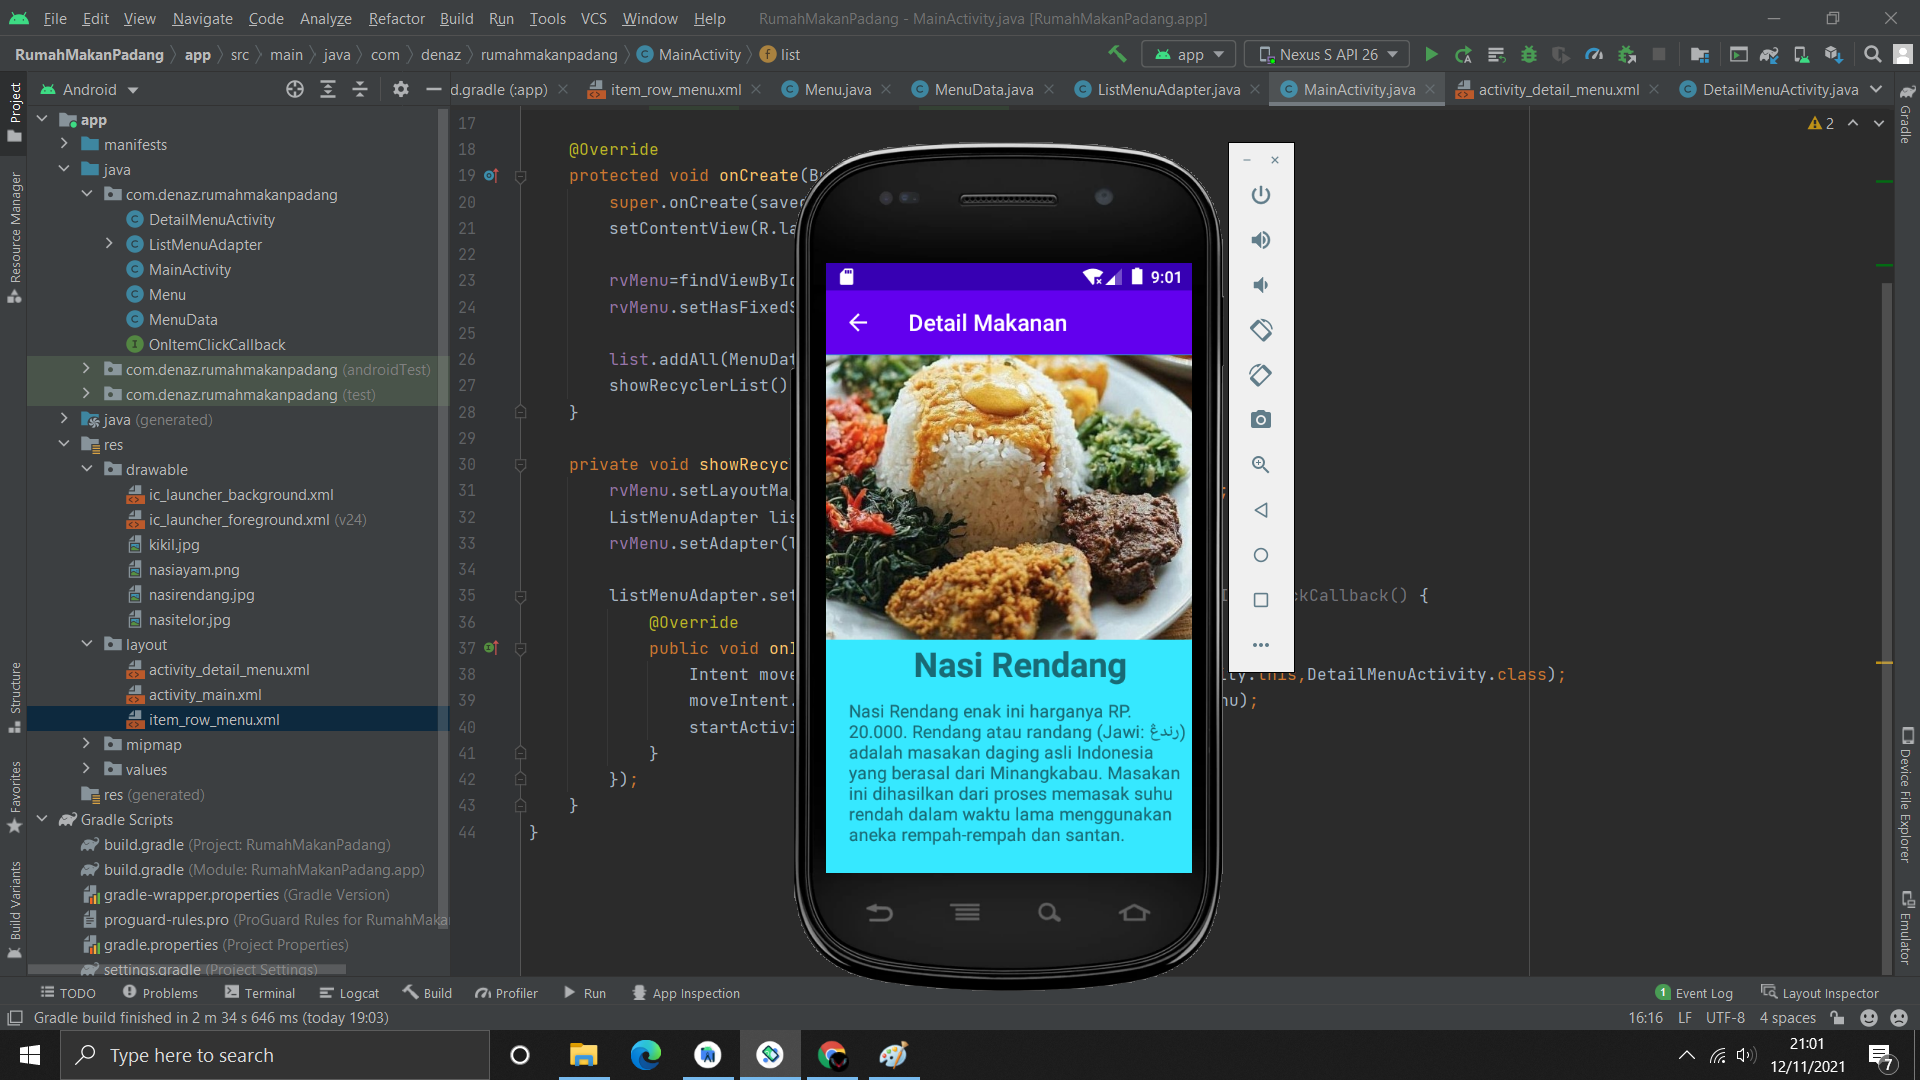 File Edit View Navigate Code Analyze Refactor Build Run Tools VCS Window Help RumahMakanPadang - MainActivity.java [RumahMakanPadang.app]
RumahMakanPadang app src main java com denaz rumahmakanpadang MainActivity list app Nexus S API 26
Android d.gradle (:app) item_row_menu.xml Menu.java MenuData.java ListMenuAdapter.java MainActivity.java activity_detail_menu.xml DetailMenuActivity.java
Project
Resource Manager
Structure
Favorites
Build Variants
app
manifests
java
com.denaz.rumahmakanpadang
DetailMenuActivity
ListMenuAdapter
MainActivity
Menu
MenuData
OnItemClickCallback
com.denaz.rumahmakanpadang (androidTest)
com.denaz.rumahmakanpadang (test)
java (generated)
res
drawable
ic_launcher_background.xml
ic_launcher_foreground.xml (v24)
kikil.jpg
nasiayam.png
nasirendang.jpg
nasitelor.jpg
layout
activity_detail_menu.xml
activity_main.xml
item_row_menu.xml
mipmap
values
res (generated)
Gradle Scripts
build.gradle (Project: RumahMakanPadang)
build.gradle (Module: RumahMakanPadang.app)
gradle-wrapper.properties (Gradle Version)
proguard-rules.pro (ProGuard Rules for RumahMaka
gradle.properties (Project Properties)
settings.gradle (Project Settings)
17
18 @Override
19 protected void onCreate(B
20 super.onCreate(save
21 setContentView(R.la
22
23 rvMenu=findViewById
24 rvMenu.setHasFixedS
25
26 list.addAll(MenuDat
27 showRecyclerList()
28 }
29
30 private void showRecyc
31 rvMenu.setLayoutMa ;
32 ListMenuAdapter lis
33 rvMenu.setAdapter(l
34
35 listMenuAdapter.set ckCallback() {
36 @Override
37 public void onI
38 Intent move ty.this,DetailMenuActivity.class);
39 moveIntent. nu);
40 startActivi
41 }
42 });
43 }
44 }
2
9:01
Detail Makanan
Nasi Rendang
Nasi Rendang enak ini harganya RP.
20.000. Rendang atau randang (Jawi: رندڠ)
adalah masakan daging asli Indonesia
yang berasal dari Minangkabau. Masakan
ini dihasilkan dari proses memasak suhu
rendah dalam waktu lama menggunakan
aneka rempah-rempah dan santan.
Gradle
Device File Explorer
Emulator
TODO Problems Terminal Logcat Build Profiler Run App Inspection 1 Event Log Layout Inspector
Gradle build finished in 2 m 34 s 646 ms (today 19:03) 16:16 LF UTF-8 4 spaces
Type here to search
21:01
12/11/2021
7